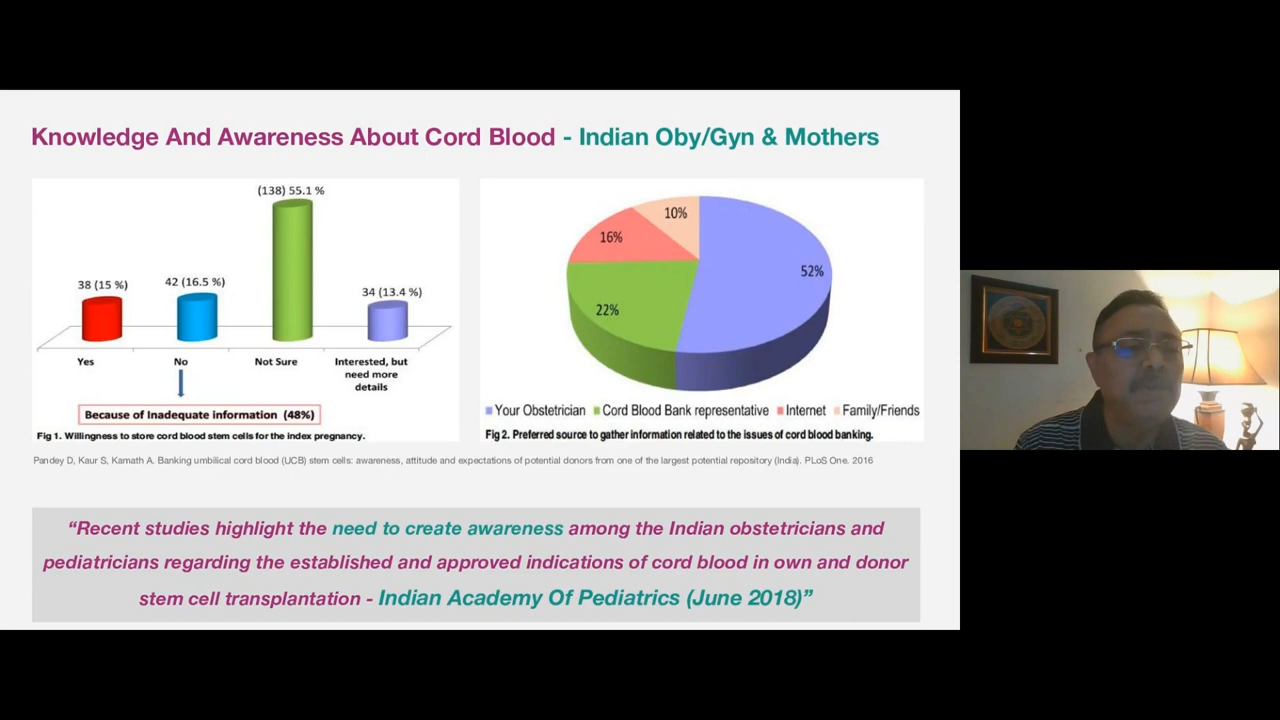 Knowledge And Awareness About Cord Blood - Indian Oby/Gyn & Mothers
(138) 55.1 %
38 (15 %)
42 (16.5 %)
34 (13.4 %)
Yes
No
Not Sure
Interested, but
need more
details
Because of Inadequate information (48%)
Fig 1. Willingness to store cord blood stem cells for the index pregnancy.
10%
16%
52%
22%
Your Obstetrician
Cord Blood Bank representative
Internet
Family/Friends
Fig 2. Preferred source to gather information related to the issues of cord blood banking.
Pandey D, Kaur S, Kamath A. Banking umbilical cord blood (UCB) stem cells: awareness, attitude and expectations of potential donors from one of the largest potential repository (India). PLoS One. 2016
“Recent studies highlight the need to create awareness among the Indian obstetricians and
pediatricians regarding the established and approved indications of cord blood in own and donor
stem cell transplantation - Indian Academy Of Pediatrics (June 2018)”